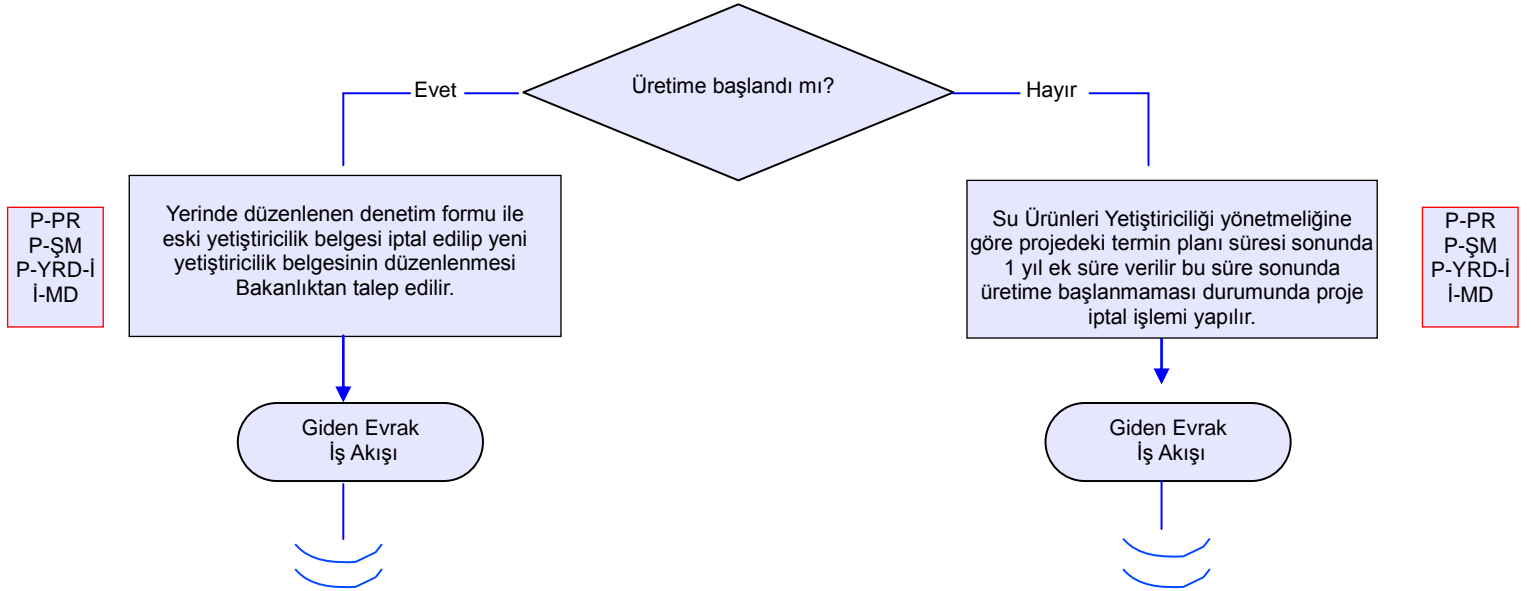 Üretime başlandı mı?
Evet
Hayır
P-PR
P-ŞM
P-YRD-İ
İ-MD
Yerinde düzenlenen denetim formu ile
eski yetiştiricilik belgesi iptal edilip yeni
yetiştiricilik belgesinin düzenlenmesi
Bakanlıktan talep edilir.
Su Ürünleri Yetiştiriciliği yönetmeliğine
göre projedeki termin planı süresi sonunda
1 yıl ek süre verilir bu süre sonunda
üretime başlanmaması durumunda proje
iptal işlemi yapılır.
P-PR
P-ŞM
P-YRD-İ
İ-MD
Giden Evrak
İş Akışı
Giden Evrak
İş Akışı